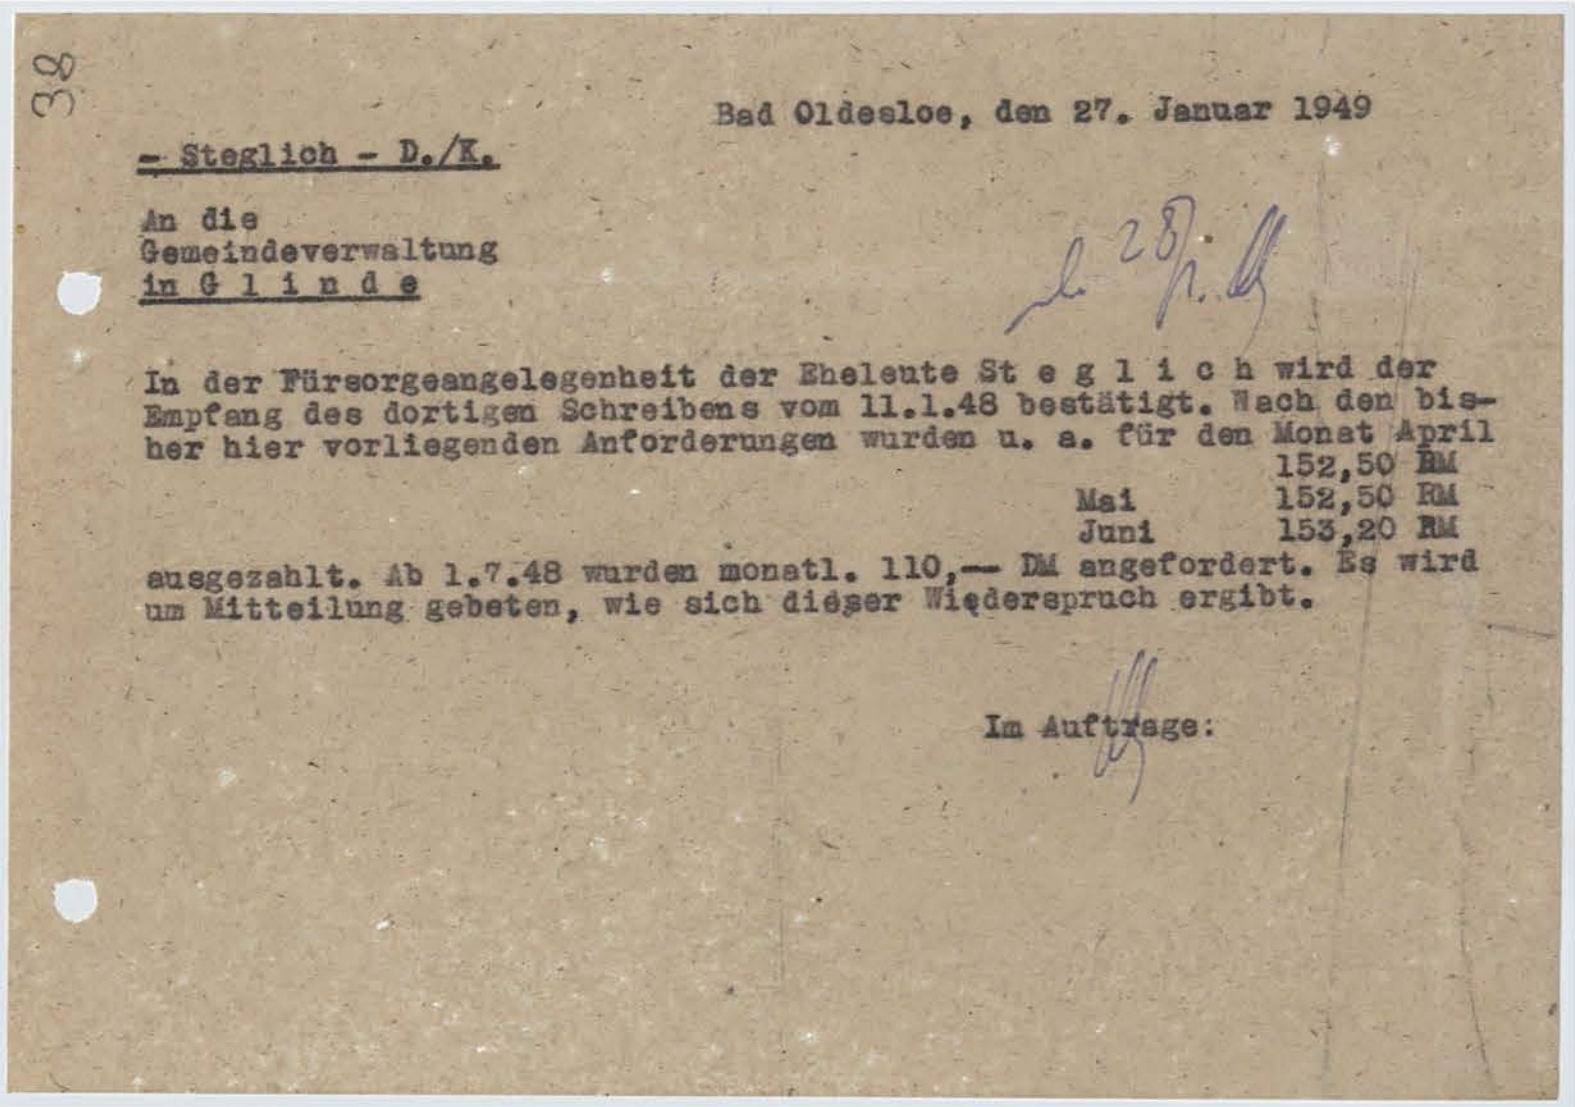 38
Bad Oldesloe, den 27. Januar 1949
- Steglich - D./K.
An die
Gemeindeverwaltung
in G l i n d e
28/1.
In der Fürsorgeangelegenheit der Eheleute St e g l i c h wird der
Empfang des dortigen Schreibens vom 11.1.48 bestätigt. Nach den bis-
her hier vorliegenden Anforderungen wurden u. a. für den Monat April
152,50 RM
Mai 152,50 RM
Juni 153,20 RM
ausgezahlt. Ab 1.7.48 wurden monatl. 110,-- DM angefordert. Es wird
um Mitteilung gebeten, wie sich dieser Wiederspruch ergibt.
Im Auftrage: